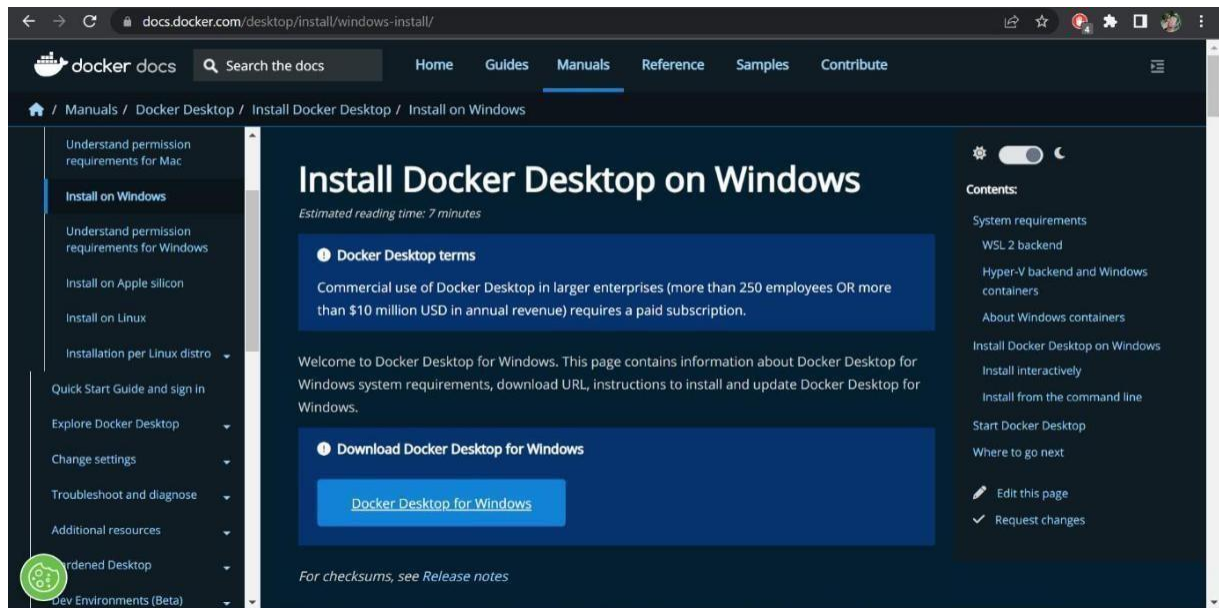 docs.docker.com/desktop/install/windows-install/
4
docker docs
Search the docs
Home
Guides
Manuals
Reference
Samples
Contribute
/ Manuals / Docker Desktop / Install Docker Desktop / Install on Windows
Understand permission
requirements for Mac
Install on Windows
Understand permission
requirements for Windows
Install on Apple silicon
Install on Linux
Installation per Linux distro
Quick Start Guide and sign in
Explore Docker Desktop
Change settings
Troubleshoot and diagnose
Additional resources
Desktop
Dev Environments (Beta)
Install Docker Desktop on Windows
Estimated reading time: 7 minutes
Docker Desktop terms
Commercial use of Docker Desktop in larger enterprises (more than 250 employees OR more
than $10 million USD in annual revenue) requires a paid subscription.
Welcome to Docker Desktop for Windows. This page contains information about Docker Desktop for
Windows system requirements, download URL, instructions to install and update Docker Desktop for
Windows.
Download Docker Desktop for Windows
Docker Desktop for Windows
For checksums, see Release notes
Contents:
System requirements
WSL 2 backend
Hyper-V backend and Windows
containers
About Windows containers
Install Docker Desktop on Windows
Install interactively
Install from the command line
Start Docker Desktop
Where to go next
Edit this page
Request changes